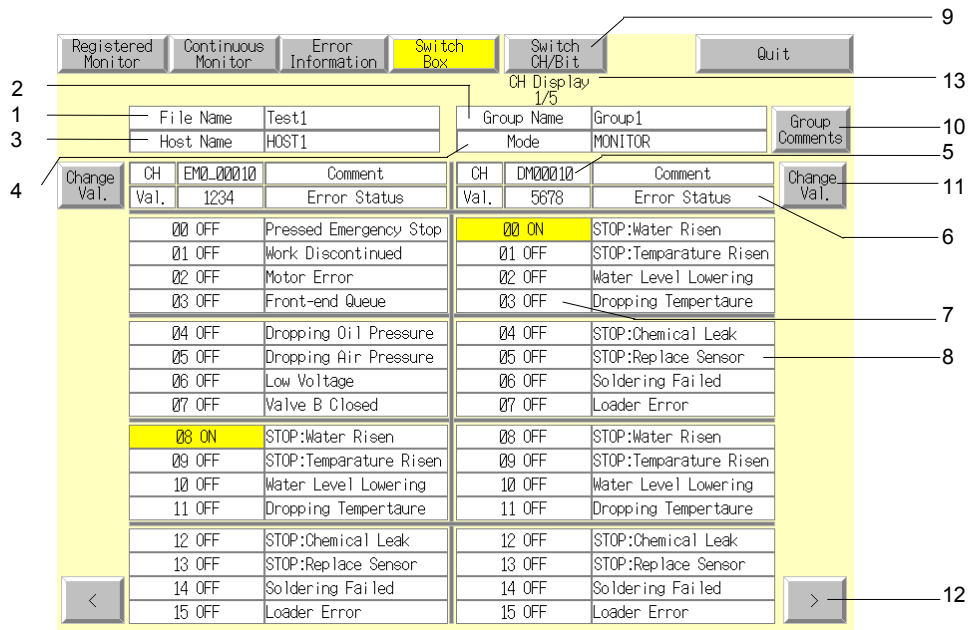 9
Registered Monitor
Continuous Monitor
Error Information
Switch Box
Switch CH/Bit
Quit
CH Display
13
1/5
2
1
File Name Test1 Group Name Group1
Group Comments
10
3
Host Name HOST1 Mode MONITOR
5
4
Change Val.
CH EM0_00010 Comment CH DM00010 Comment
Change Val.
11
Val. 1234 Error Status Val. 5678 Error Status
6
00 OFF Pressed Emergency Stop 00 ON STOP:Water Risen
01 OFF Work Discontinued 01 OFF STOP:Temparature Risen
02 OFF Motor Error 02 OFF Water Level Lowering
03 OFF Front-end Queue 03 OFF Dropping Tempertaure
7
04 OFF Dropping Oil Pressure 04 OFF STOP:Chemical Leak
05 OFF Dropping Air Pressure 05 OFF STOP:Replace Sensor
8
06 OFF Low Voltage 06 OFF Soldering Failed
07 OFF Valve B Closed 07 OFF Loader Error
08 ON STOP:Water Risen 08 OFF STOP:Water Risen
09 OFF STOP:Temparature Risen 09 OFF STOP:Temparature Risen
10 OFF Water Level Lowering 10 OFF Water Level Lowering
11 OFF Dropping Tempertaure 11 OFF Dropping Tempertaure
12 OFF STOP:Chemical Leak 12 OFF STOP:Chemical Leak
13 OFF STOP:Replace Sensor 13 OFF STOP:Replace Sensor
14 OFF Soldering Failed 14 OFF Soldering Failed
< >
12
15 OFF Loader Error 15 OFF Loader Error